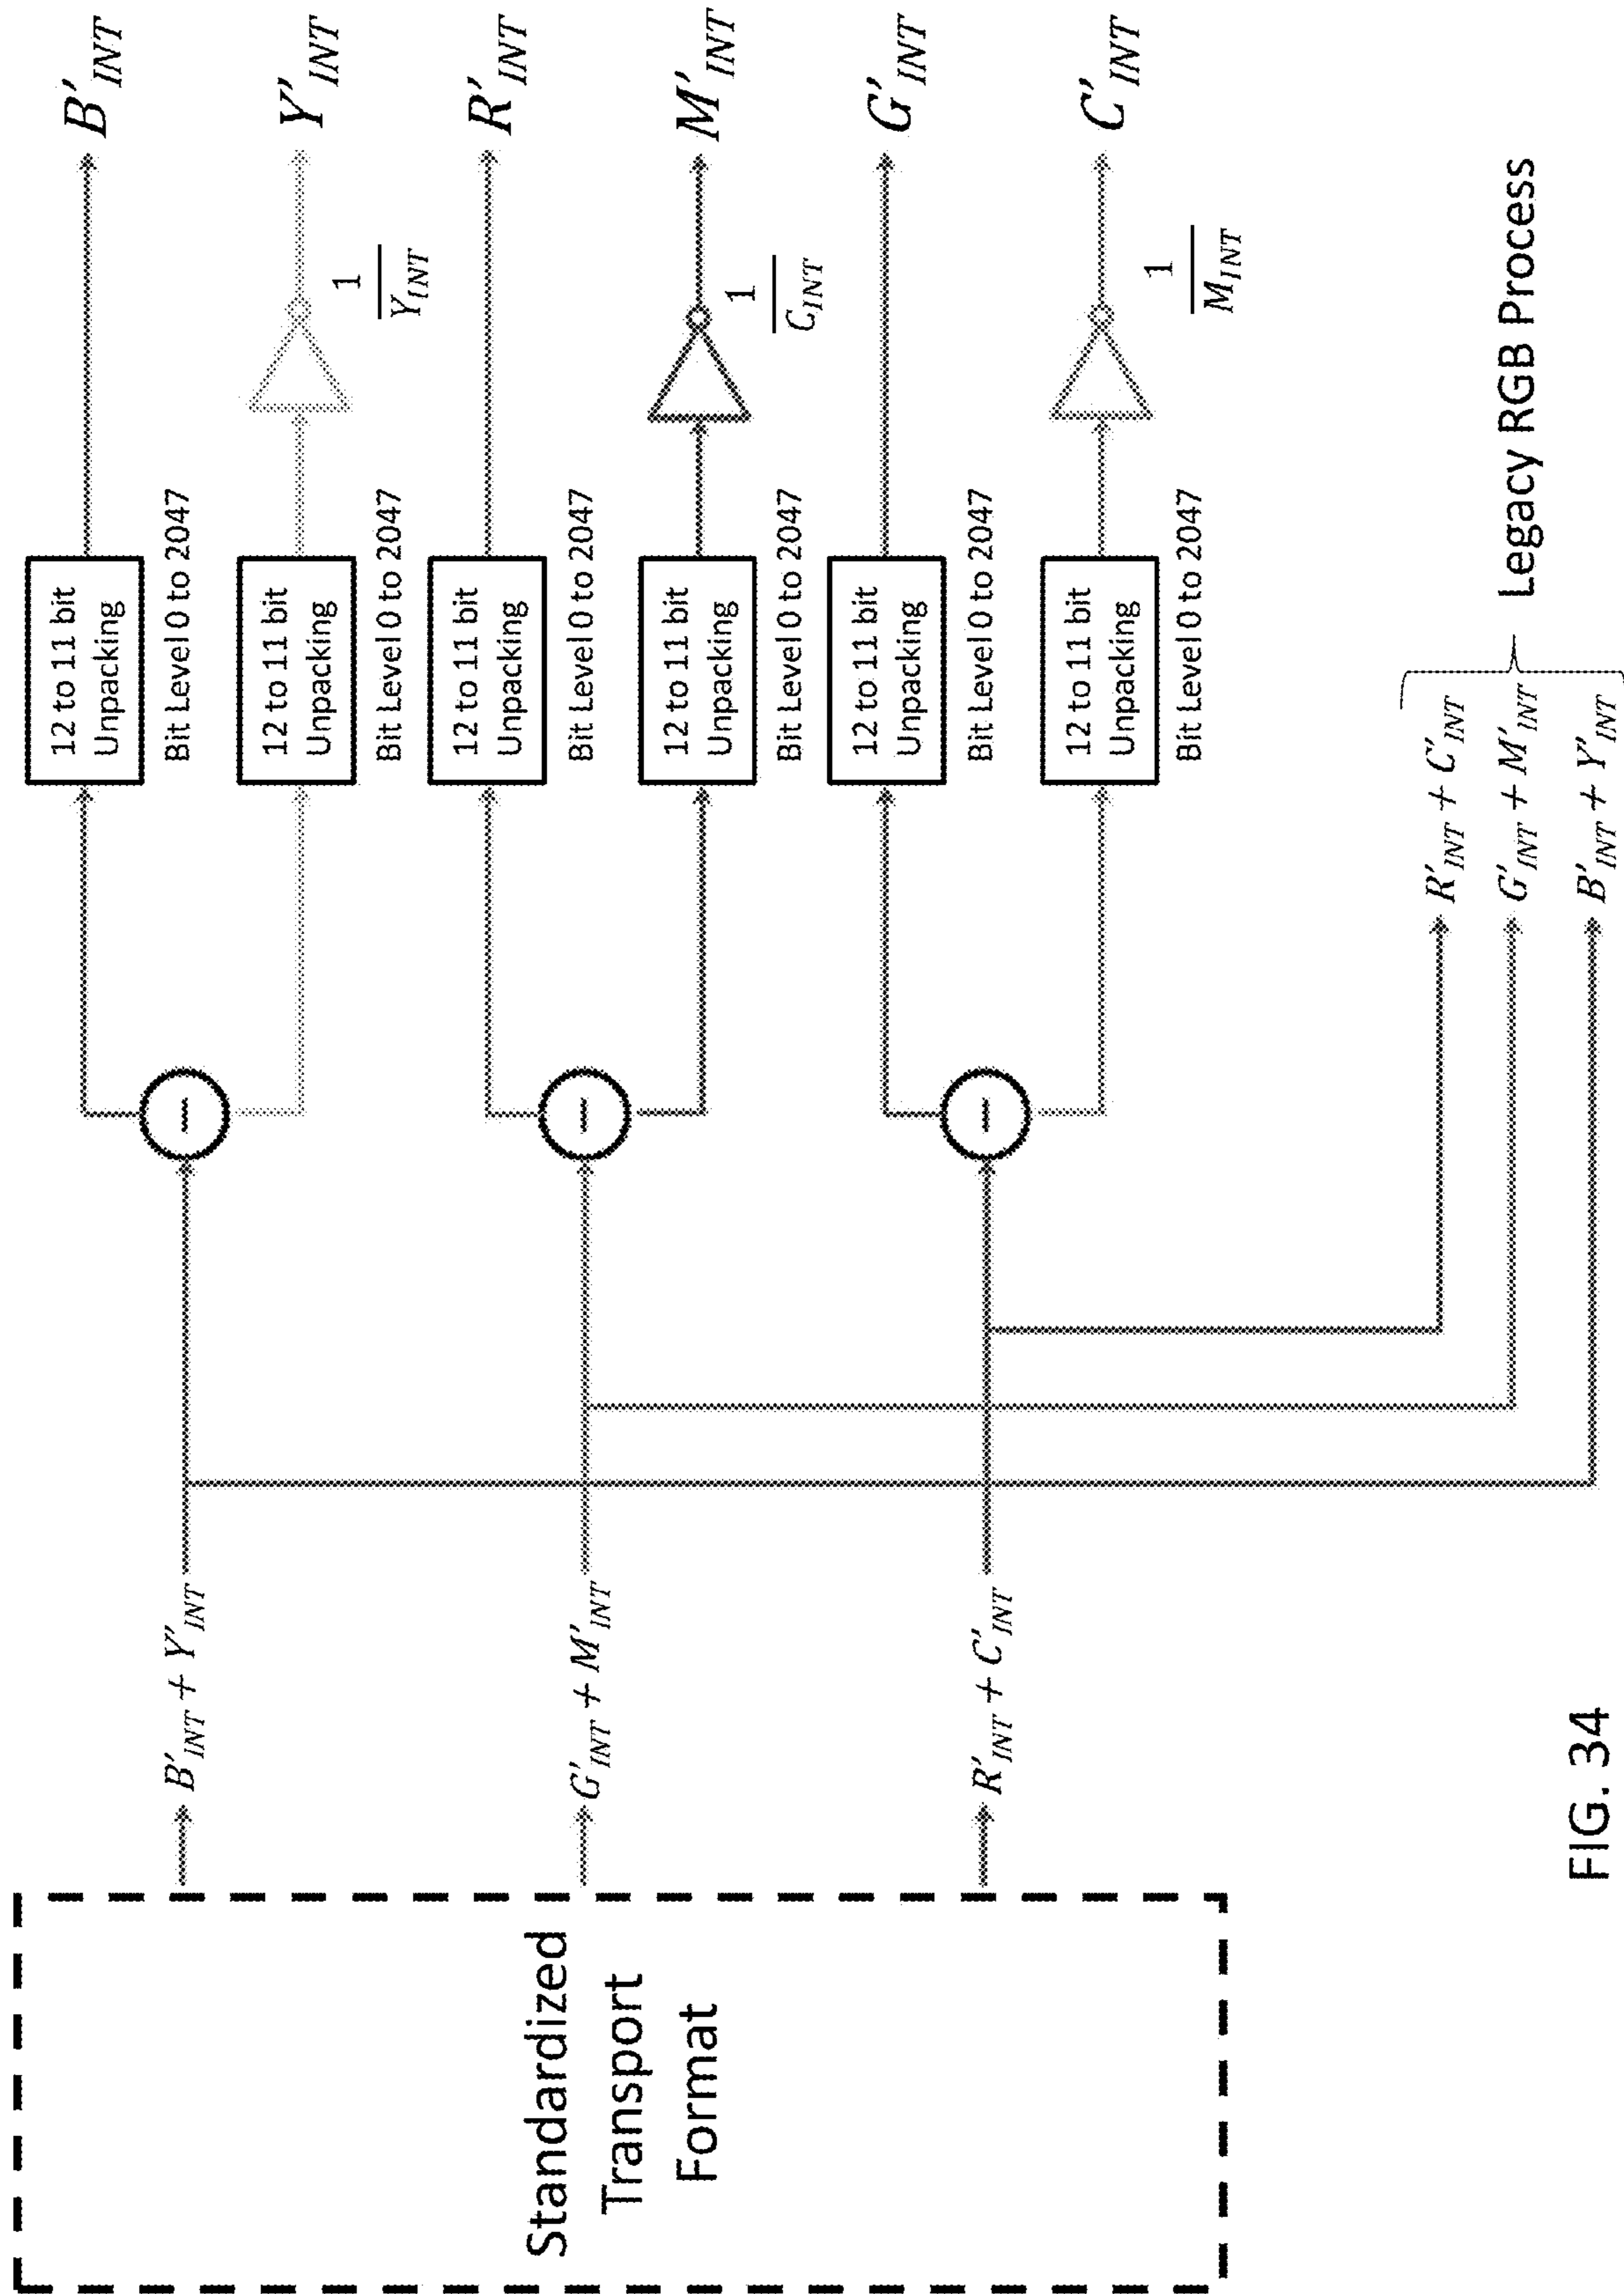 Standardized
Transport
Format
B'INT + Y'INT
G'INT + M'INT
R'INT + C'INT
−
−
−
12 to 11 bit
Unpacking
Bit Level 0 to 2047
B'INT
12 to 11 bit
Unpacking
Bit Level 0 to 2047
1
YINT
Y'INT
12 to 11 bit
Unpacking
Bit Level 0 to 2047
R'INT
12 to 11 bit
Unpacking
Bit Level 0 to 2047
1
CINT
M'INT
12 to 11 bit
Unpacking
Bit Level 0 to 2047
G'INT
12 to 11 bit
Unpacking
Bit Level 0 to 2047
1
MINT
C'INT
R'INT + C'INT
G'INT + M'INT
B'INT + Y'INT
Legacy RGB Process
FIG. 34